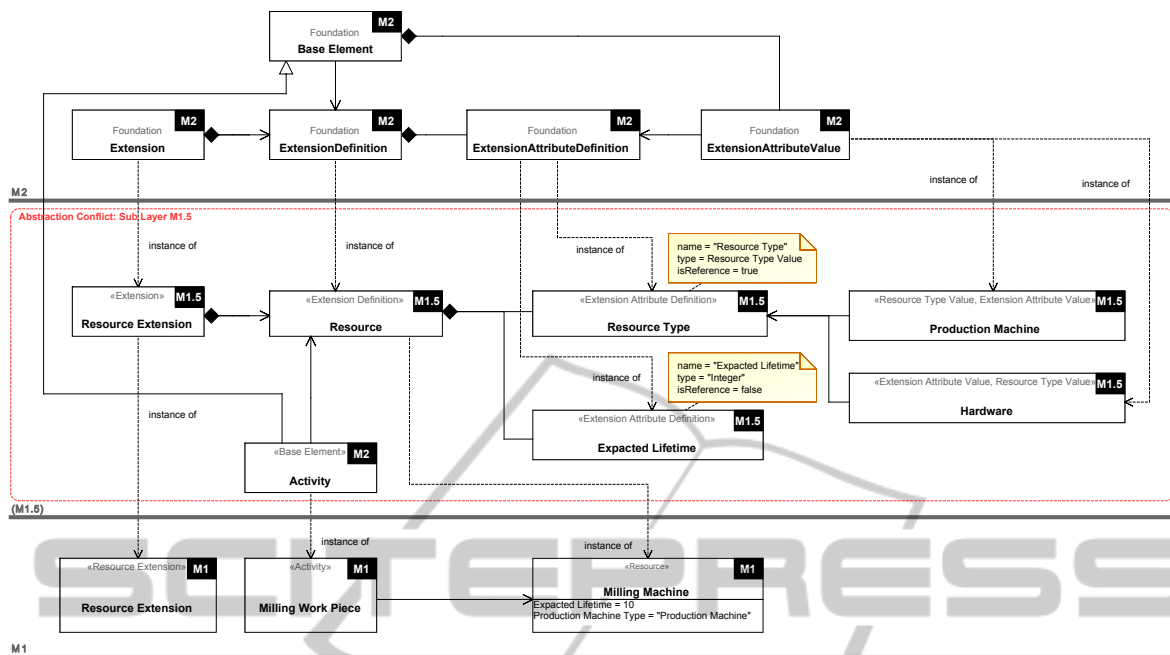 M2
Foundation
Base Element
M2
Foundation
Extension
M2
Foundation
ExtensionDefinition
M2
Foundation
ExtensionAttributeDefinition
M2
Foundation
ExtensionAttributeValue
instance of
instance of
M2
Abstraction Conflict: Sub Layer M1.5
instance of
instance of
instance of
name = "Resource Type"
type = Resource Type Value
isReference = true
«Extension»
M1.5
Resource Extension
«Extension Definition»
M1.5
Resource
«Extension Attribute Definition»
M1.5
Resource Type
«Resource Type Value, Extension Attribute Value»
M1.5
Production Machine
name = "Expected Lifetime"
type = "Integer"
isReference = false
instance of
«Extension Attribute Value, Resource Type Value»
M1.5
Hardware
instance of
«Extension Attribute Definition»
M1.5
Expacted Lifetime
«Base Element»
M2
Activity
(M1.5)
instance of
instance of
«Resource Extension»
M1
Resource Extension
«Activity»
M1
Milling Work Piece
«Resource»
M1
Milling Machine
Expacted Lifetime = 10
Production Machine Type = "Production Machine"
M1
SCITEPRESS